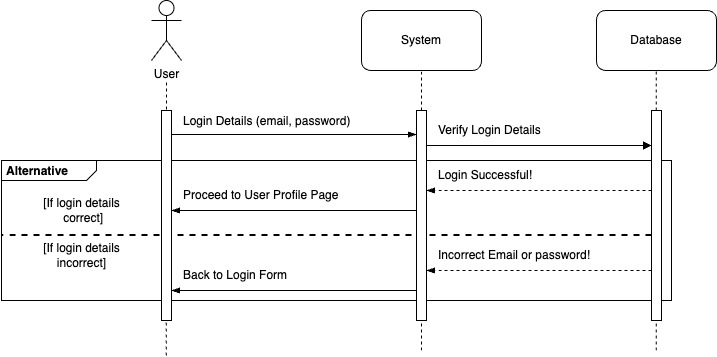 User
System
Database
Login Details (email, password)
Verify Login Details
Alternative
Login Successful!
Proceed to User Profile Page
[If login details
correct]
[If login details
incorrect]
Incorrect Email or password!
Back to Login Form